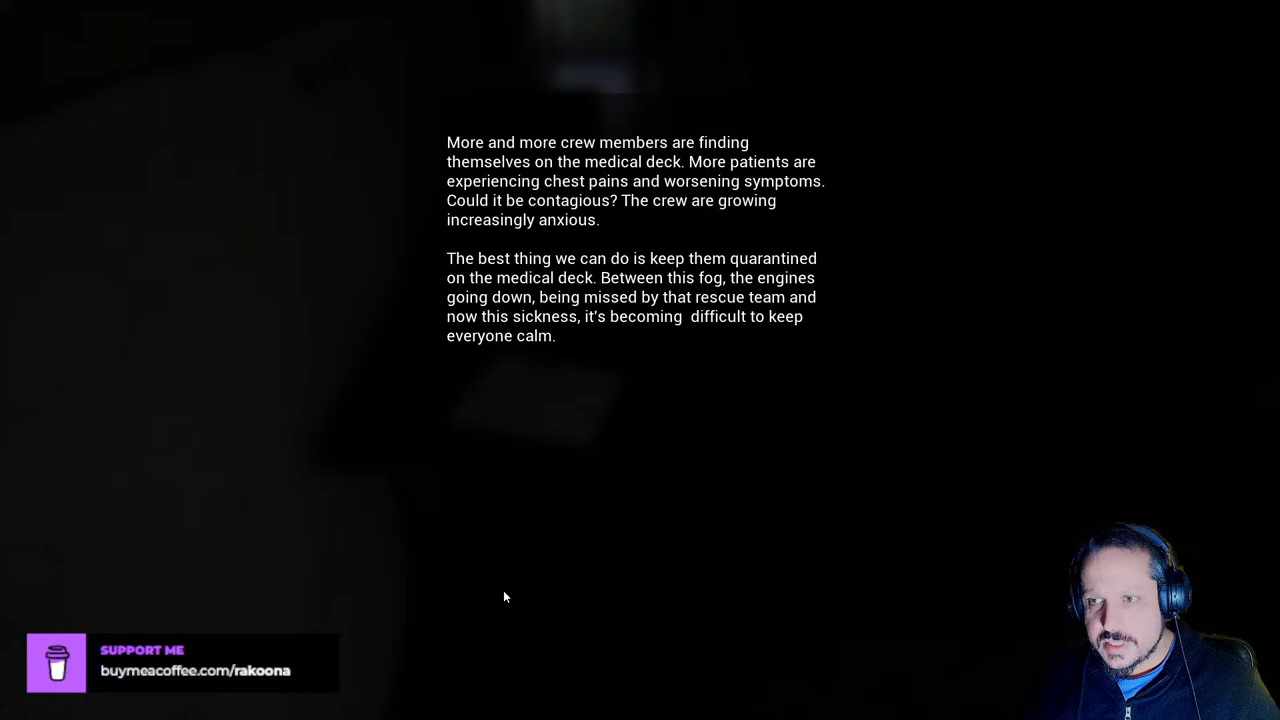 More and more crew members are finding
themselves on the medical deck. More patients are
experiencing chest pains and worsening symptoms.
Could it be contagious? The crew are growing
increasingly anxious.
The best thing we can do is keep them quarantined
on the medical deck. Between this fog, the engines
going down, being missed by that rescue team and
now this sickness, it's becoming  difficult to keep
everyone calm.
SUPPORT ME
buymeacoffee.com/rakoona